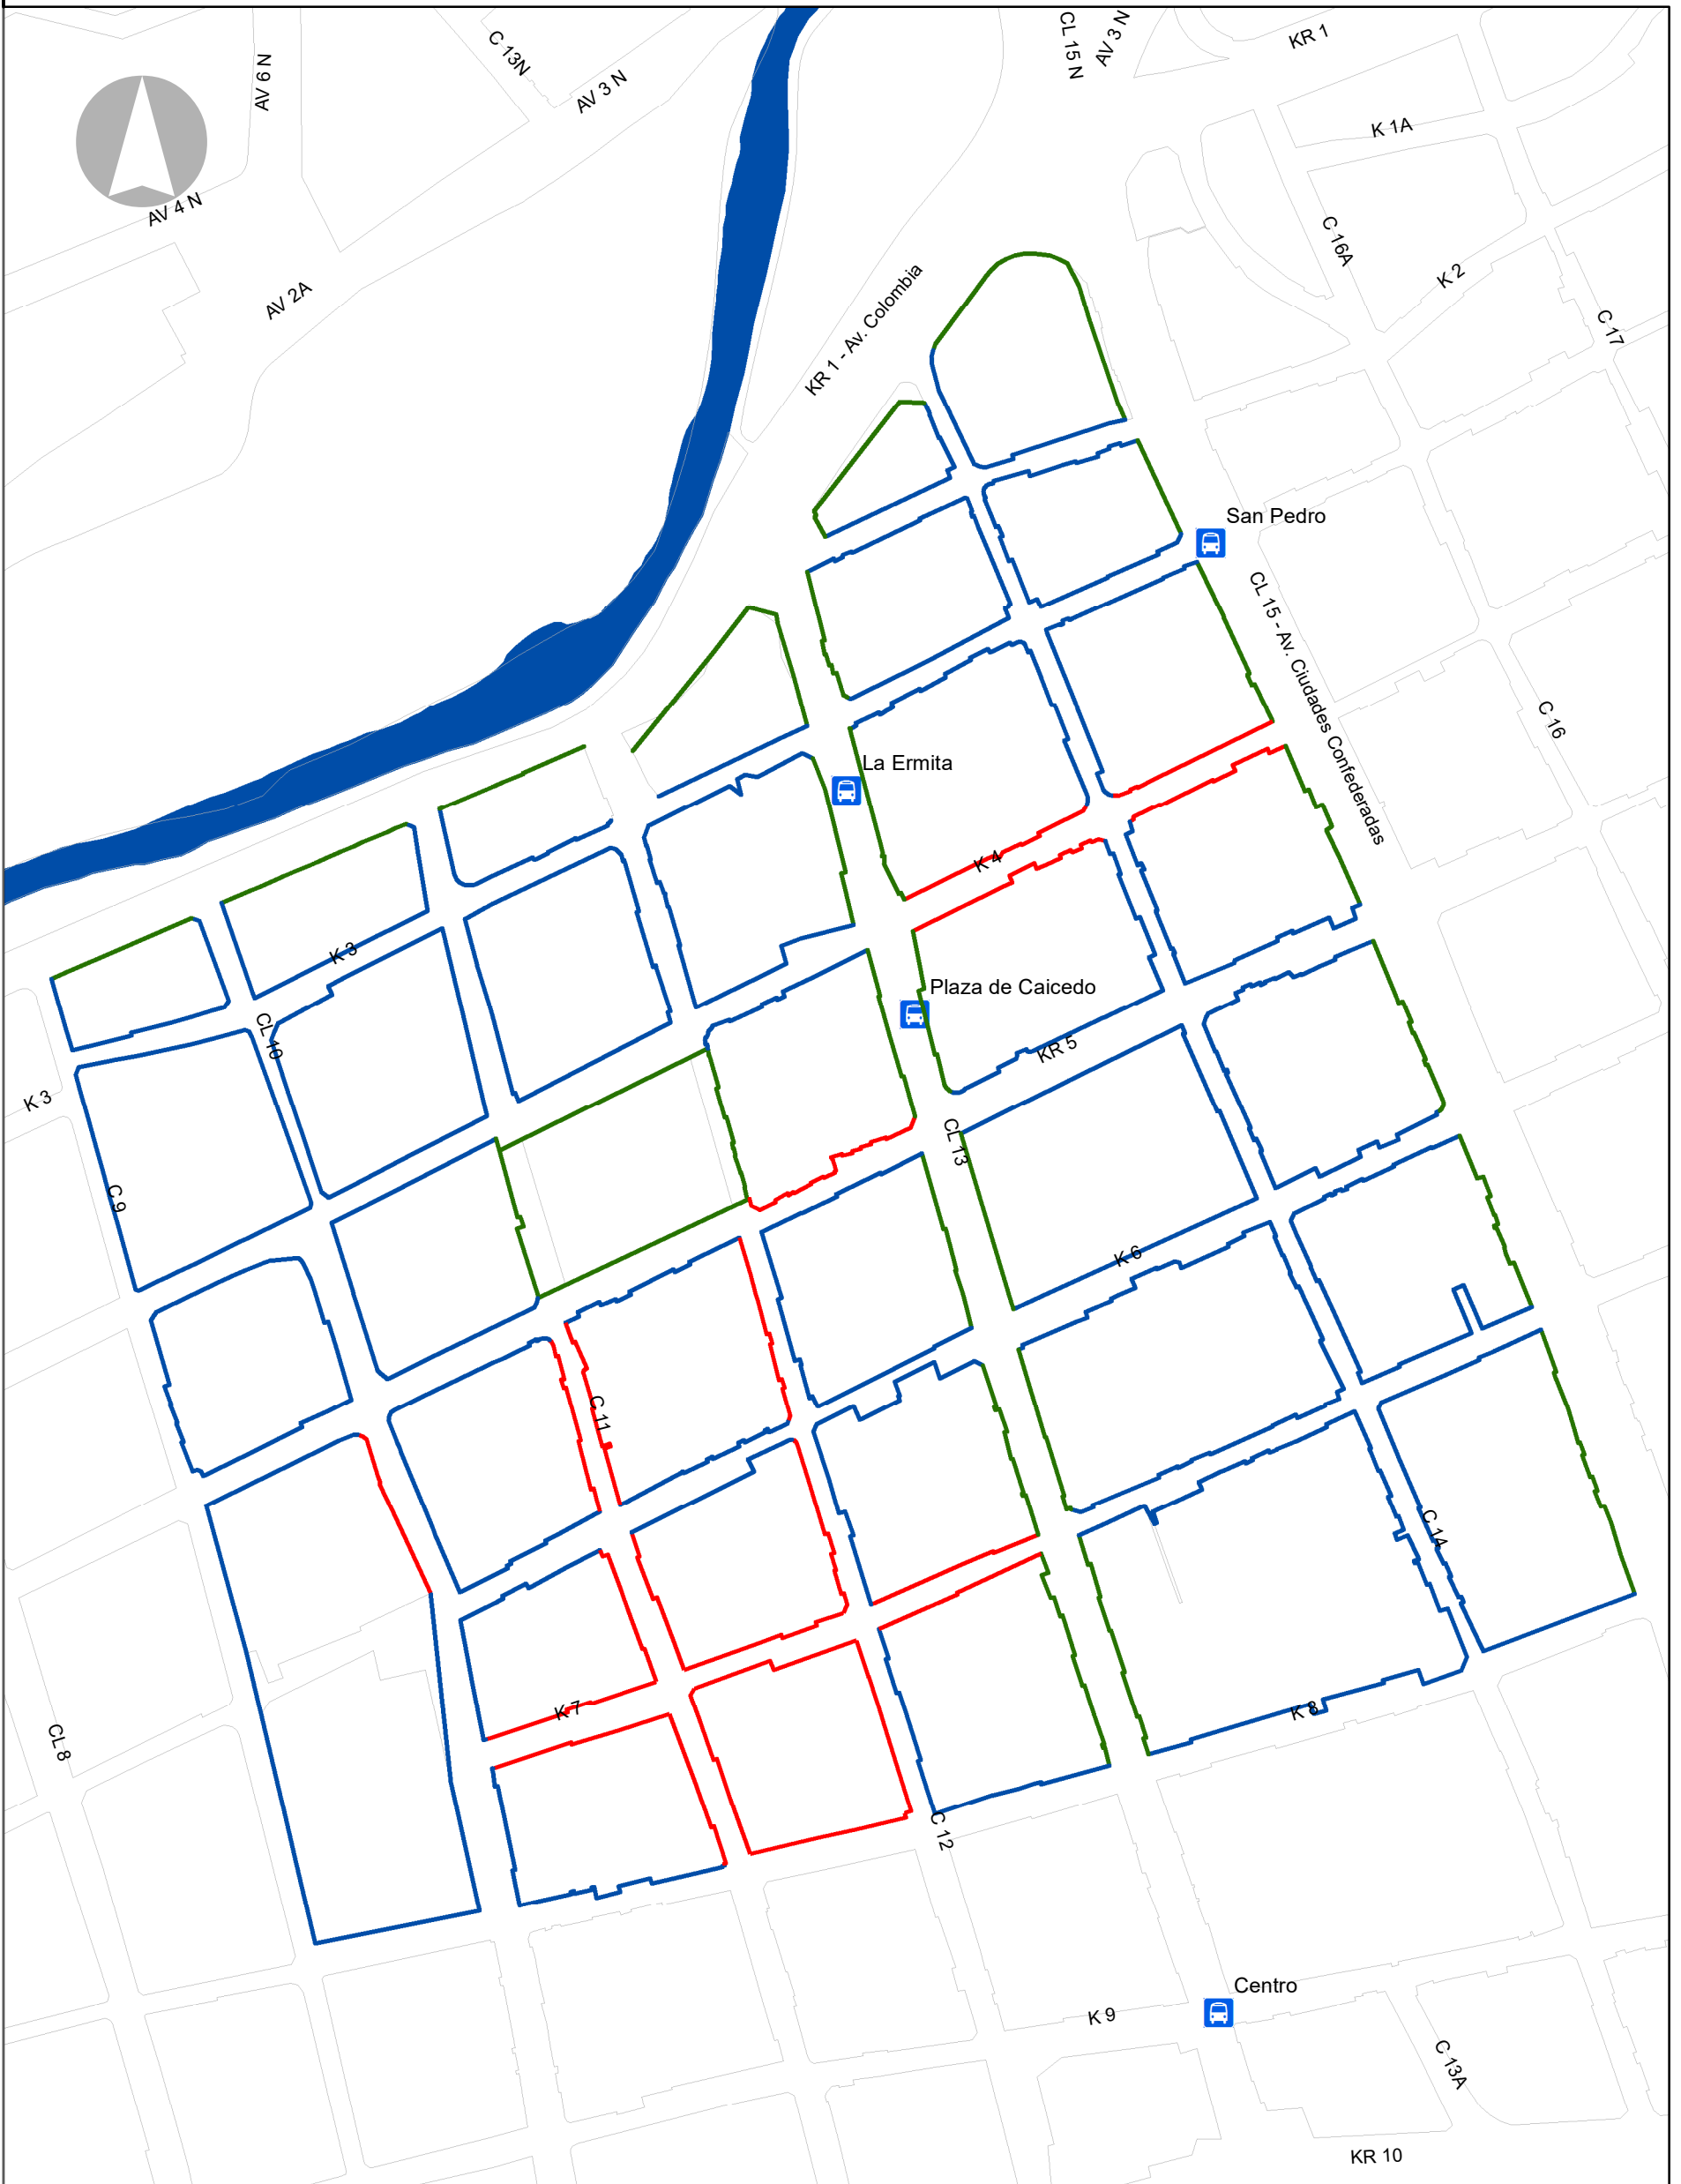 CL 15 N
AV 3 N
KR 1
C 13N
AV 6 N
AV 3 N
K 1A
AV 4 N
C 16A
K 2
AV 2A
KR 1 - Av. Colombia
C 17
San Pedro
CL 15 - Av. Ciudades Confederadas
C 16
La Ermita
K 4
K 3
Plaza de Caicedo
CL 10
KR 5
K 3
CL 13
C 9
K 6
C 11
C 14
K 7
K 8
CL 8
C 12
Centro
K 9
C 13A
KR 10